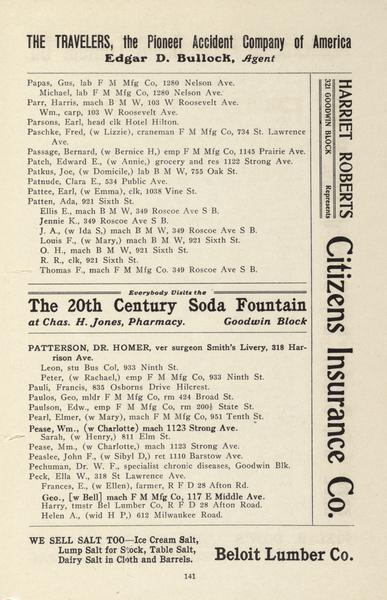 THE TRAVELERS, the Pioneer Accident Company of America
Edgar D. Bullock, Agent
Papas, Gus, lab F M Mfg Co, 1280 Nelson Ave.
Michael, lab F M Mfg Co, 1280 Nelson Ave.
Parr, Harris, mach B M W, 103 W Roosevelt Ave.
Wm., carp, 103 W Roosevelt Ave.
Parsons, Earl, head clk Hotel Hilton.
Paschke, Fred, (w Lizzie), craneman F M Mfg Co, 734 St. Lawrence
Ave.
Passage, Bernard, (w Bernice H,) emp F M Mfg Co, 1145 Prairie Ave.
Patch, Edward E., (w Annie,) grocery and res 1122 Strong Ave.
Patkus, Joe, (w Domicile,) lab B M W, 755 Oak St.
Patnude, Clara E., 534 Public Ave.
Pattee, Earl, (w Emma), clk, 1038 Vine St.
Patten, Ada, 921 Sixth St.
Ellis E., mach B M W, 349 Roscoe Ave S B.
Jennie K., 349 Roscoe Ave S B.
J. A., (w Ida S,) mach B M W, 349 Roscoe Ave S B.
Louis F., (w Mary,) mach B M W, 921 Sixth St.
O. H., mach B M W, 921 Sixth St.
R. R., clk, 921 Sixth St.
Thomas F., mach F M Mfg Co. 349 Roscoe Ave S B.
Everybody Visits the
The 20th Century Soda Fountain
at Chas. H. Jones, Pharmacy. Goodwin Block
PATTERSON, DR. HOMER, ver surgeon Smith's Livery, 318 Har-
rison Ave.
Leon, stu Bus Col, 933 Ninth St.
Peter, (w Rachael,) emp F M Mfg Co, 933 Ninth St.
Pauli, Francis, 835 Osborns Drive Hilcrest.
Paulos, Geo, mldr F M Mfg Co, rm 424 Broad St.
Paulson, Edw., emp F M Mfg Co, rm 200½ State St.
Pearl, Elmer, (w Mary), mach F M Mfg Co, 951 Tenth St.
Pease, Wm., (w Charlotte) mach 1123 Strong Ave.
Sarah, (w Henry,) 811 Elm St.
Pease, Wm., (w Charlotte,) mach 1123 Strong Ave.
Peaslee, John F., (w Sibyl D,) ret 1110 Barstow Ave.
Pechuman, Dr. W. F., specialist chronic diseases, Goodwin Blk.
Peck, Ella W., 318 St Lawrence Ave.
Frances, E., (w Ellen), farmer, R F D 28 Afton Rd.
Geo., [w Bell] mach F M Mfg Co, 117 E Middle Ave.
Harry, tmstr Bel Lumber Co, R F D 28 Afton Road.
Helen A., (wid H P,) 612 Milwaukee Road.
HARRIET ROBERTS
321 GOODWIN BLOCK Represents
Citizens Insurance Co.
WE SELL SALT TOO—Ice Cream Salt,
Lump Salt for Stock, Table Salt,
Dairy Salt in Cloth and Barrels.
Beloit Lumber Co.
141